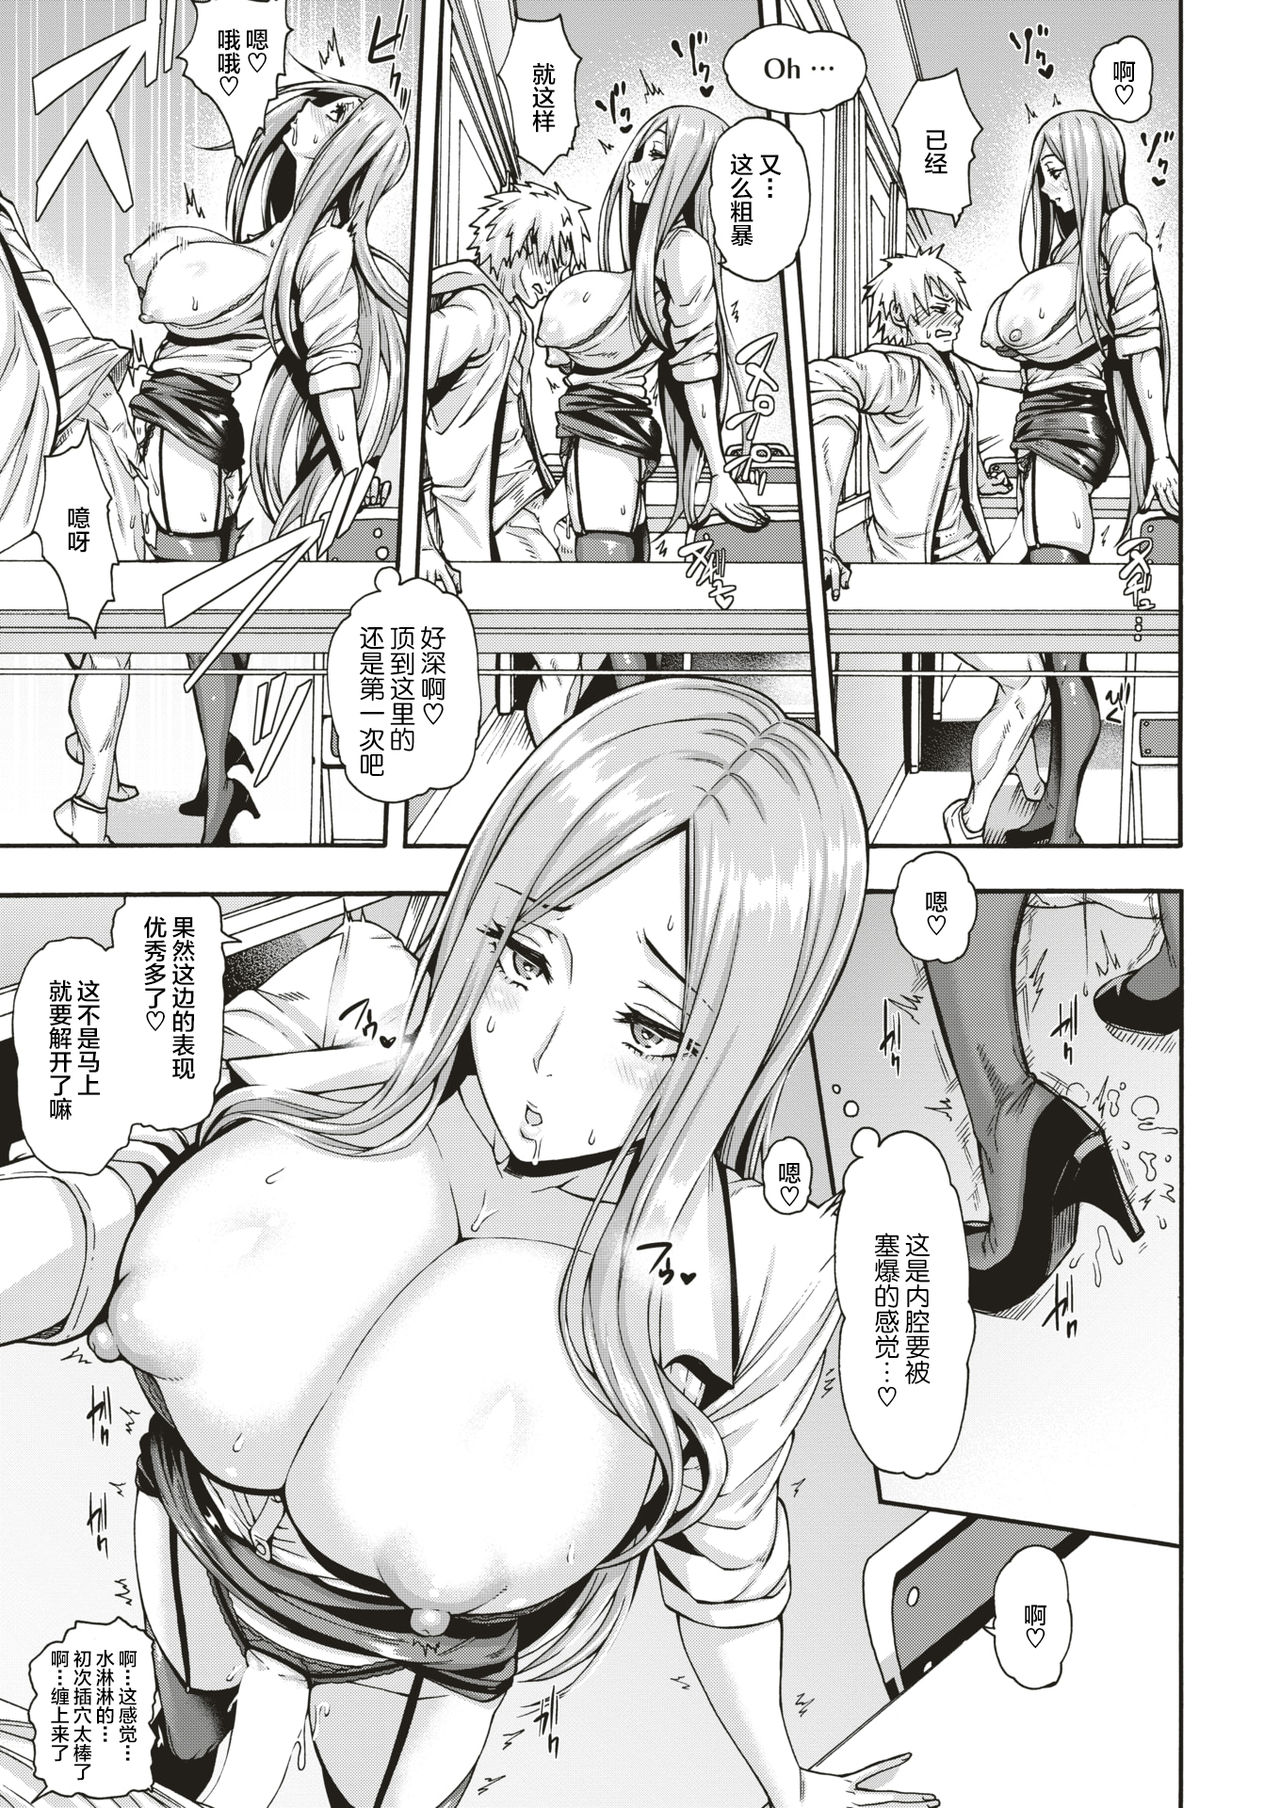 啊♡
已经
Oh…
又…
这么粗暴
就这样
嗯♡
哦哦♡
噫呀
好深啊♡
顶到这里的
还是第一次吧
嗯♡
这是内腔要被
塞爆的感觉…♡
嗯♡
果然这边的表现
优秀多了♡
这不是马上
就要解开了嘛
啊♡
啊…这感觉…
水淋淋的…
初次插穴太棒了
啊…缠上来了